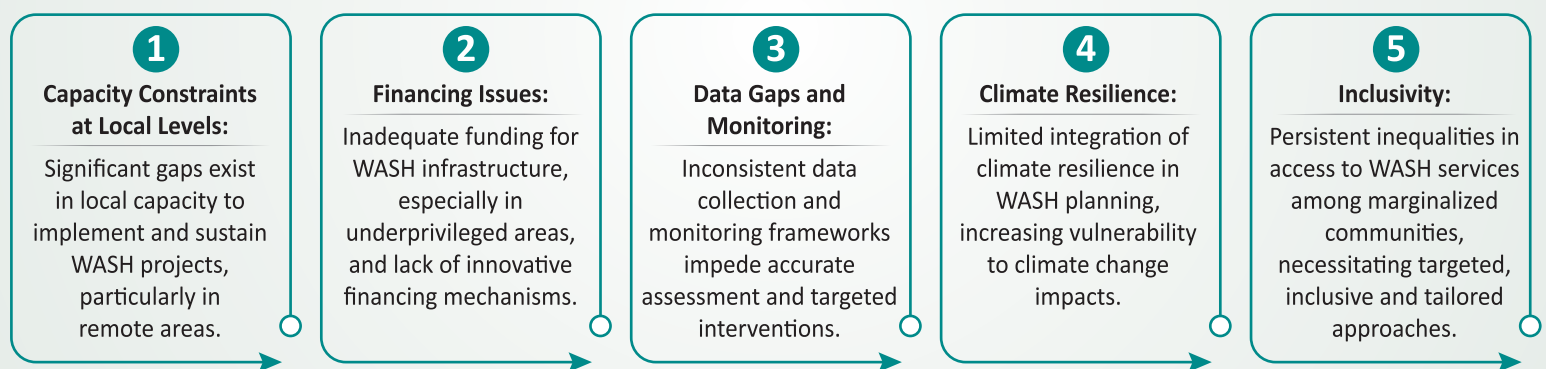 1
Capacity Constraints
at Local Levels:
Significant gaps exist
in local capacity to
implement and sustain
WASH projects,
particularly in
remote areas.
2
Financing Issues:
Inadequate funding for
WASH infrastructure,
especially in
underprivileged areas,
and lack of innovative
financing mechanisms.
3
Data Gaps and
Monitoring:
Inconsistent data
collection and
monitoring frameworks
impede accurate
assessment and targeted
interventions.
4
Climate Resilience:
Limited integration of
climate resilience in
WASH planning,
increasing vulnerability
to climate change
impacts.
5
Inclusivity:
Persistent inequalities in
access to WASH services
among marginalized
communities,
necessitating targeted,
inclusive and tailored
approaches.